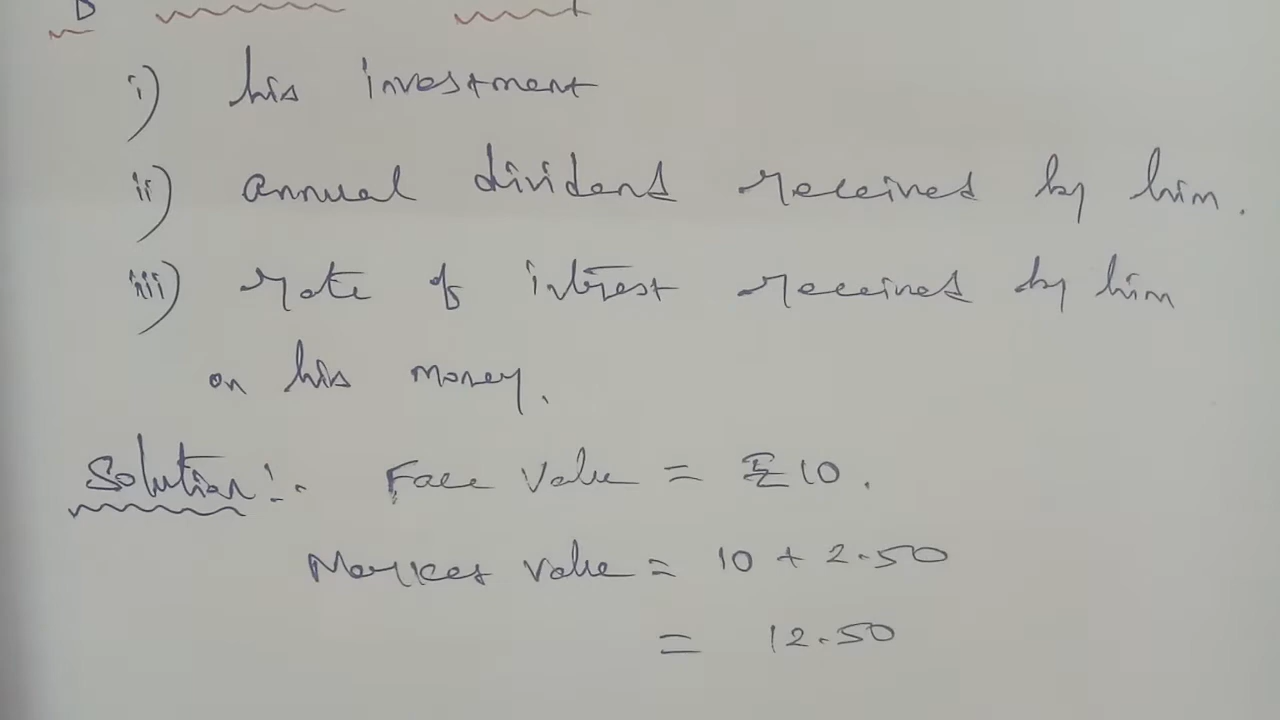 i) his investment
ii) annual dividend received by him.
iii) rate of interest received by him
on his money.
Solution:- Face Value = ₹10.
Market value = 10 + 2.50
= 12.50